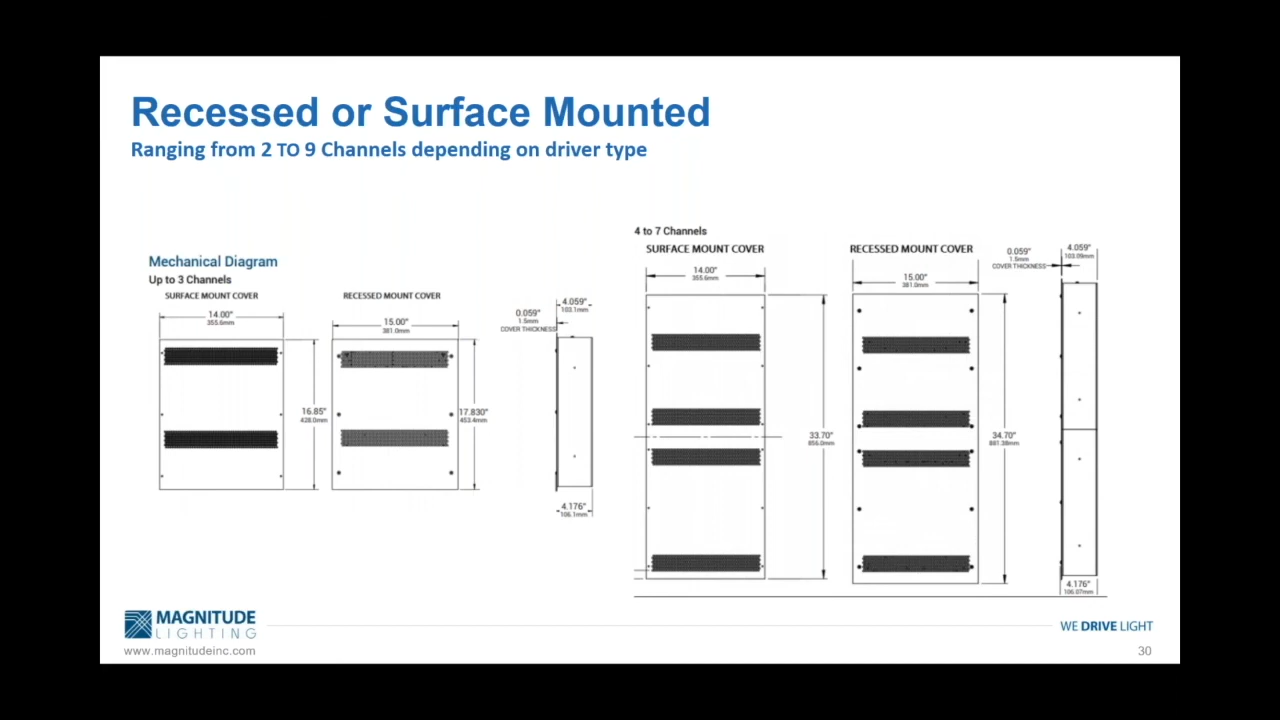 Recessed or Surface Mounted
Ranging from 2 TO 9 Channels depending on driver type
Mechanical Diagram
Up to 3 Channels
SURFACE MOUNT COVER
RECESSED MOUNT COVER
14.00"
355.6mm
15.00"
381.0mm
0.059"
1.5mm
COVER THICKNESS
4.059"
103.1mm
16.85"
428.0mm
17.830"
453.4mm
4.176"
106.1mm
4 to 7 Channels
SURFACE MOUNT COVER
RECESSED MOUNT COVER
14.00"
355.6mm
15.00"
381.0mm
0.059"
1.5mm
COVER THICKNESS
4.059"
103.09mm
33.70"
856.0mm
34.70"
881.38mm
4.176"
106.07mm
MAGNITUDE
LIGHTING
www.magnitudeinc.com
WE DRIVE LIGHT
30